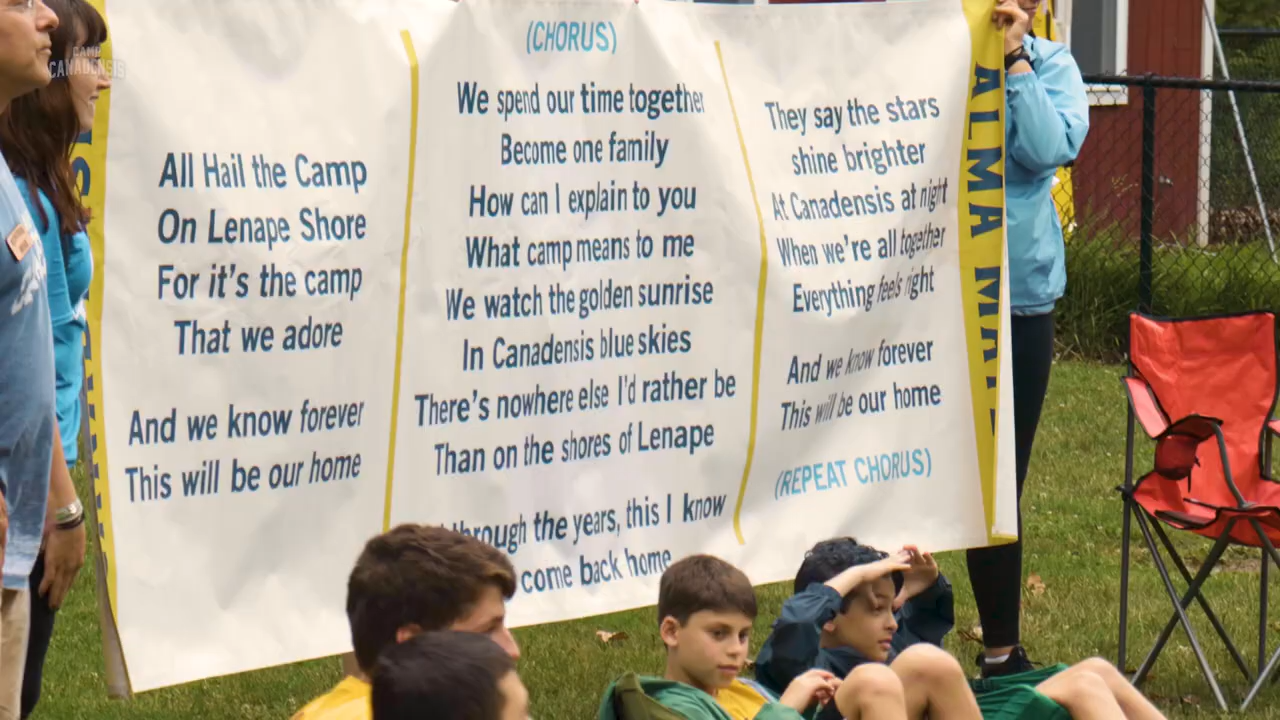 CAMP
CANADENSIS
All Hail the Camp
On Lenape Shore
For it's the camp
That we adore
And we know forever
This will be our home
(CHORUS)
We spend our time together
Become one family
How can I explain to you
What camp means to me
We watch the golden sunrise
In Canadensis blue skies
There's nowhere else I'd rather be
Than on the shores of Lenape
through the years, this I know
come back home
They say the stars
shine brighter
At Canadensis at night
When we're all together
Everything feels right
And we know forever
This will be our home
(REPEAT CHORUS)
ALMA MATER